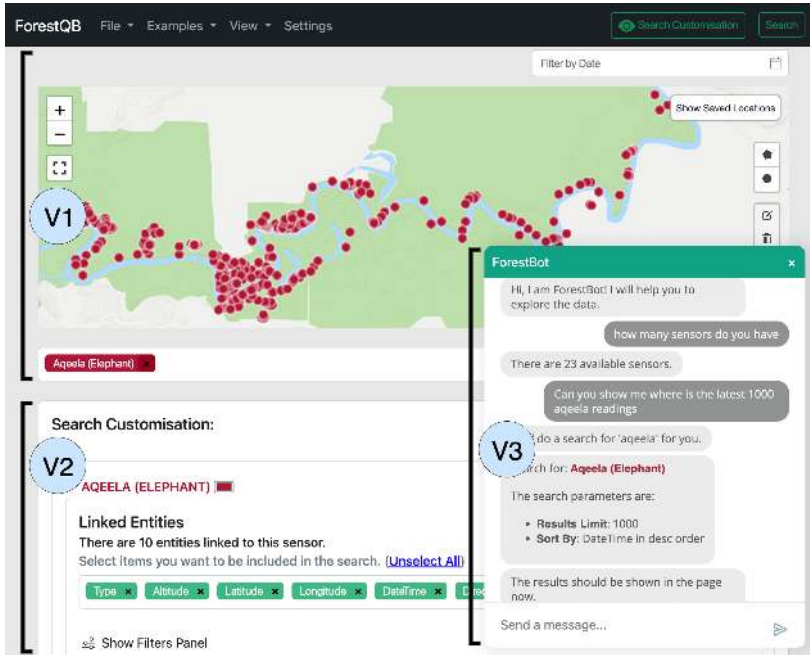 ForestQB File Examples View Settings Search Customisation Search
Filter by Date
+
−
Show Saved Locations
V1
Aqeela (Elephant) ×
Search Customisation:
V2
AQEELA (ELEPHANT)
Linked Entities
There are 10 entities linked to this sensor.
Select items you want to be included in the search. (Unselect All)
Type × Altitude × Latitude × Longitude × DateTime ×
Show Filters Panel
ForestBot ×
Hi, I am ForestBot! I will help you to
explore the data.
how many sensors do you have
There are 23 available sensors.
Can you show me where is the latest 1000
aqeela readings
V3
do a search for 'aqeela' for you.
for: Aqeela (Elephant)
The search parameters are:
• Results Limit: 1000
• Sort By: DateTime in desc order
The results should be shown in the page
now.
Send a message...